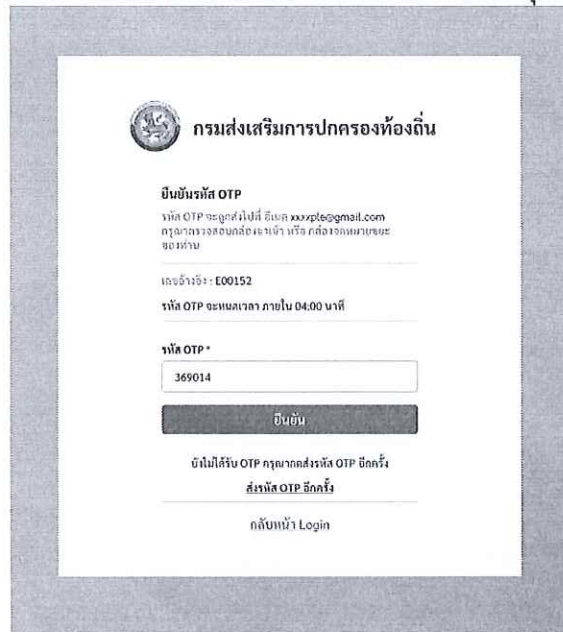 กรมส่งเสริมการปกครองท้องถิ่น
ยืนยันรหัส OTP
รหัส OTP จะถูกส่งไปที่ อีเมล xxxxple@gmail.com
กรุณาตรวจสอบกล่องขาเข้า หรือ กล่องจดหมายขยะ
ของท่าน
เลขอ้างอิง : E00152
รหัส OTP จะหมดเวลา ภายใน 04:00 นาที
รหัส OTP *
369014
ยืนยัน
ยังไม่ได้รับ OTP กรุณากดส่งรหัส OTP อีกครั้ง
ส่งรหัส OTP อีกครั้ง
กลับหน้า Login